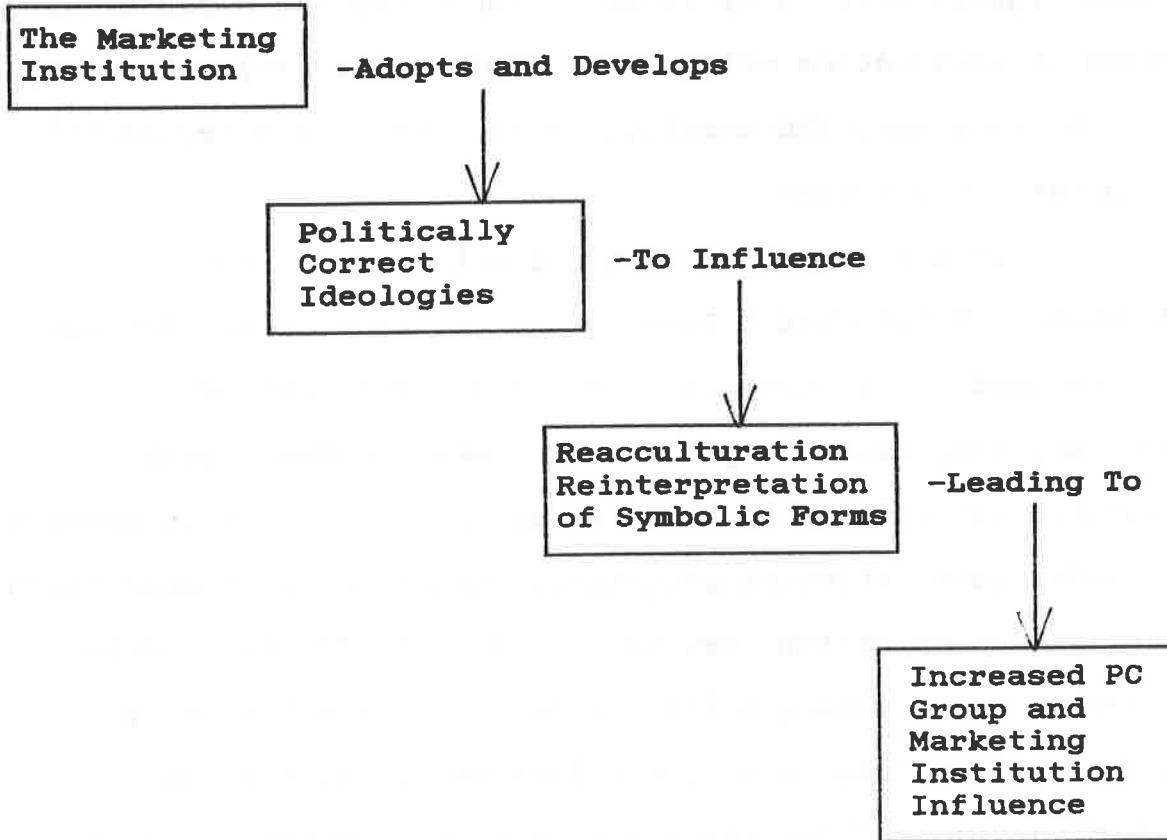 The Marketing
Institution
-Adopts and Develops
Politically
Correct
Ideologies
-To Influence
Reacculturation
Reinterpretation
of Symbolic Forms
-Leading To
Increased PC
Group and
Marketing
Institution
Influence